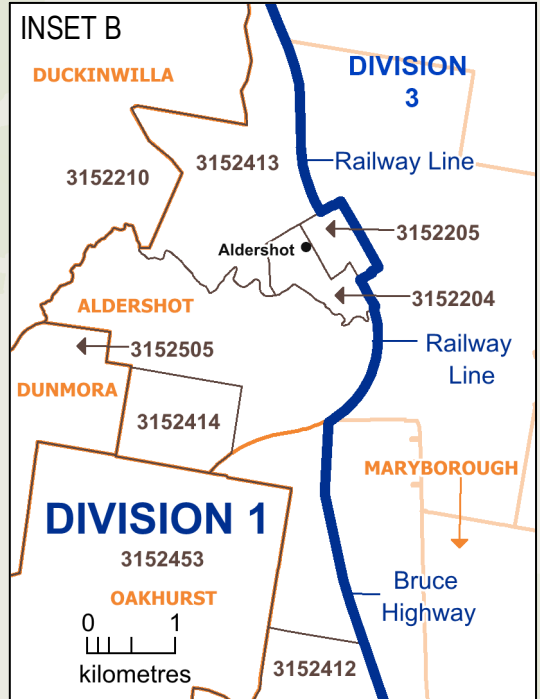 INSET B
DUCKINWILLA
DIVISION
3
3152413
Railway Line
3152210
3152205
Aldershot
3152204
ALDERSHOT
3152505
Railway
Line
DUNMORA
3152414
MARYBOROUGH
DIVISION 1
3152453
Bruce
Highway
OAKHURST
0 1
kilometres
3152412